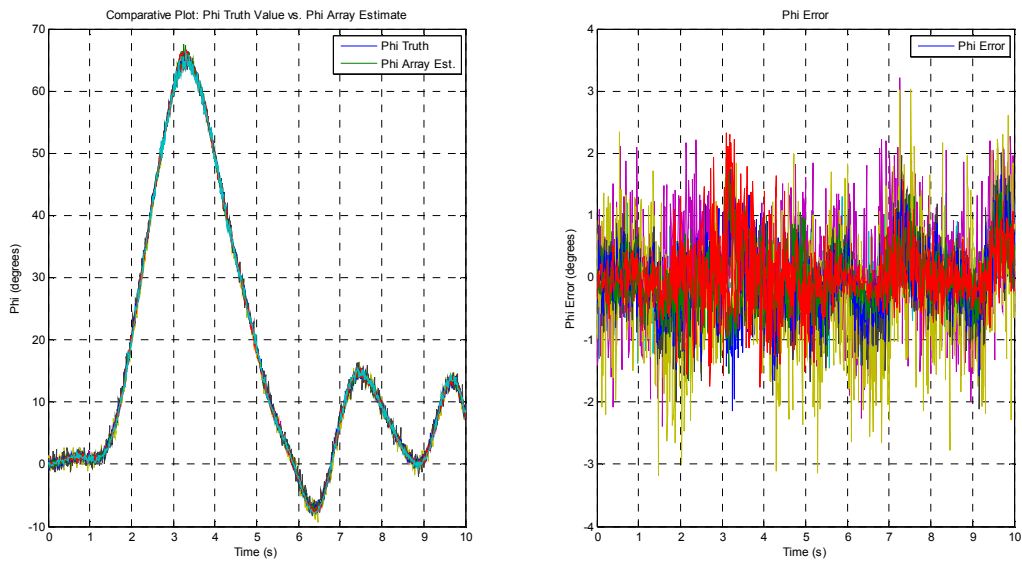 Comparative Plot: Phi Truth Value vs. Phi Array Estimate
Phi Truth
Phi Array Est.
Phi (degrees)
70
60
50
40
30
20
10
0
-10
0 1 2 3 4 5 6 7 8 9 10
Time (s)
Phi Error
Phi Error
Phi Error (degrees)
4
3
2
1
0
-1
-2
-3
-4
0 1 2 3 4 5 6 7 8 9 10
Time (s)